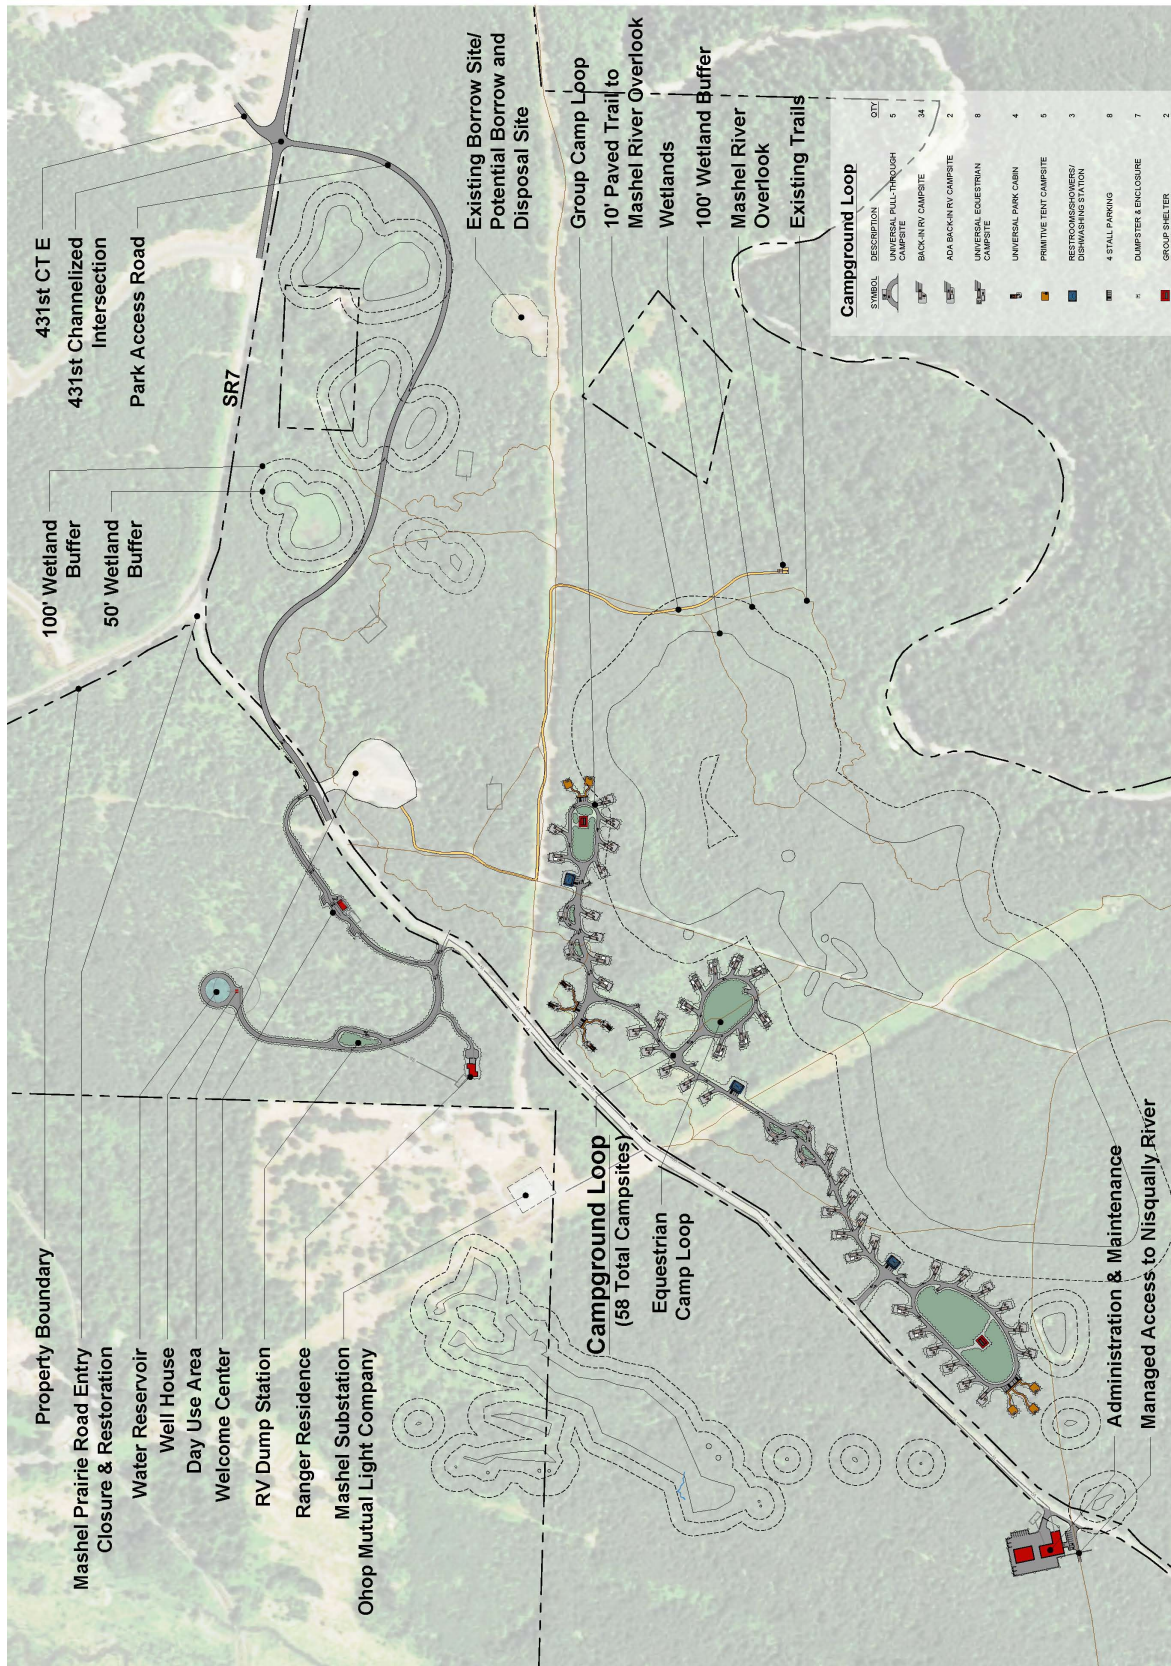 Property Boundary
Mashel Prairie Road Entry
Closure & Restoration
Water Reservoir
Well House
Day Use Area
Welcome Center
RV Dump Station
Ranger Residence
Mashel Substation
Ohop Mutual Light Company
100' Wetland
Buffer
50' Wetland
Buffer
431st CT E
431st Channelized
Intersection
Park Access Road
SR7
Existing Borrow Site/
Potential Borrow and
Disposal Site
Group Camp Loop
10' Paved Trail to
Mashel River Overlook
Wetlands
100' Wetland Buffer
Mashel River
Overlook
Existing Trails
Campground Loop
(58 Total Campsites)
Equestrian
Camp Loop
Administration & Maintenance
Managed Access to Nisqually River
Campground Loop
SYMBOL DESCRIPTION QTY
UNIVERSAL PULL-THROUGH
CAMPSITE 5
BACK-IN RV CAMPSITE 34
ADA BACK-IN RV CAMPSITE 2
UNIVERSAL EQUESTRIAN
CAMPSITE 8
UNIVERSAL PARK CABIN 4
PRIMITIVE TENT CAMPSITE 5
RESTROOMS/SHOWERS/
DISHWASHING STATION 3
4 STALL PARKING 8
DUMPSTER & ENCLOSURE 7
GROUP SHELTER 2